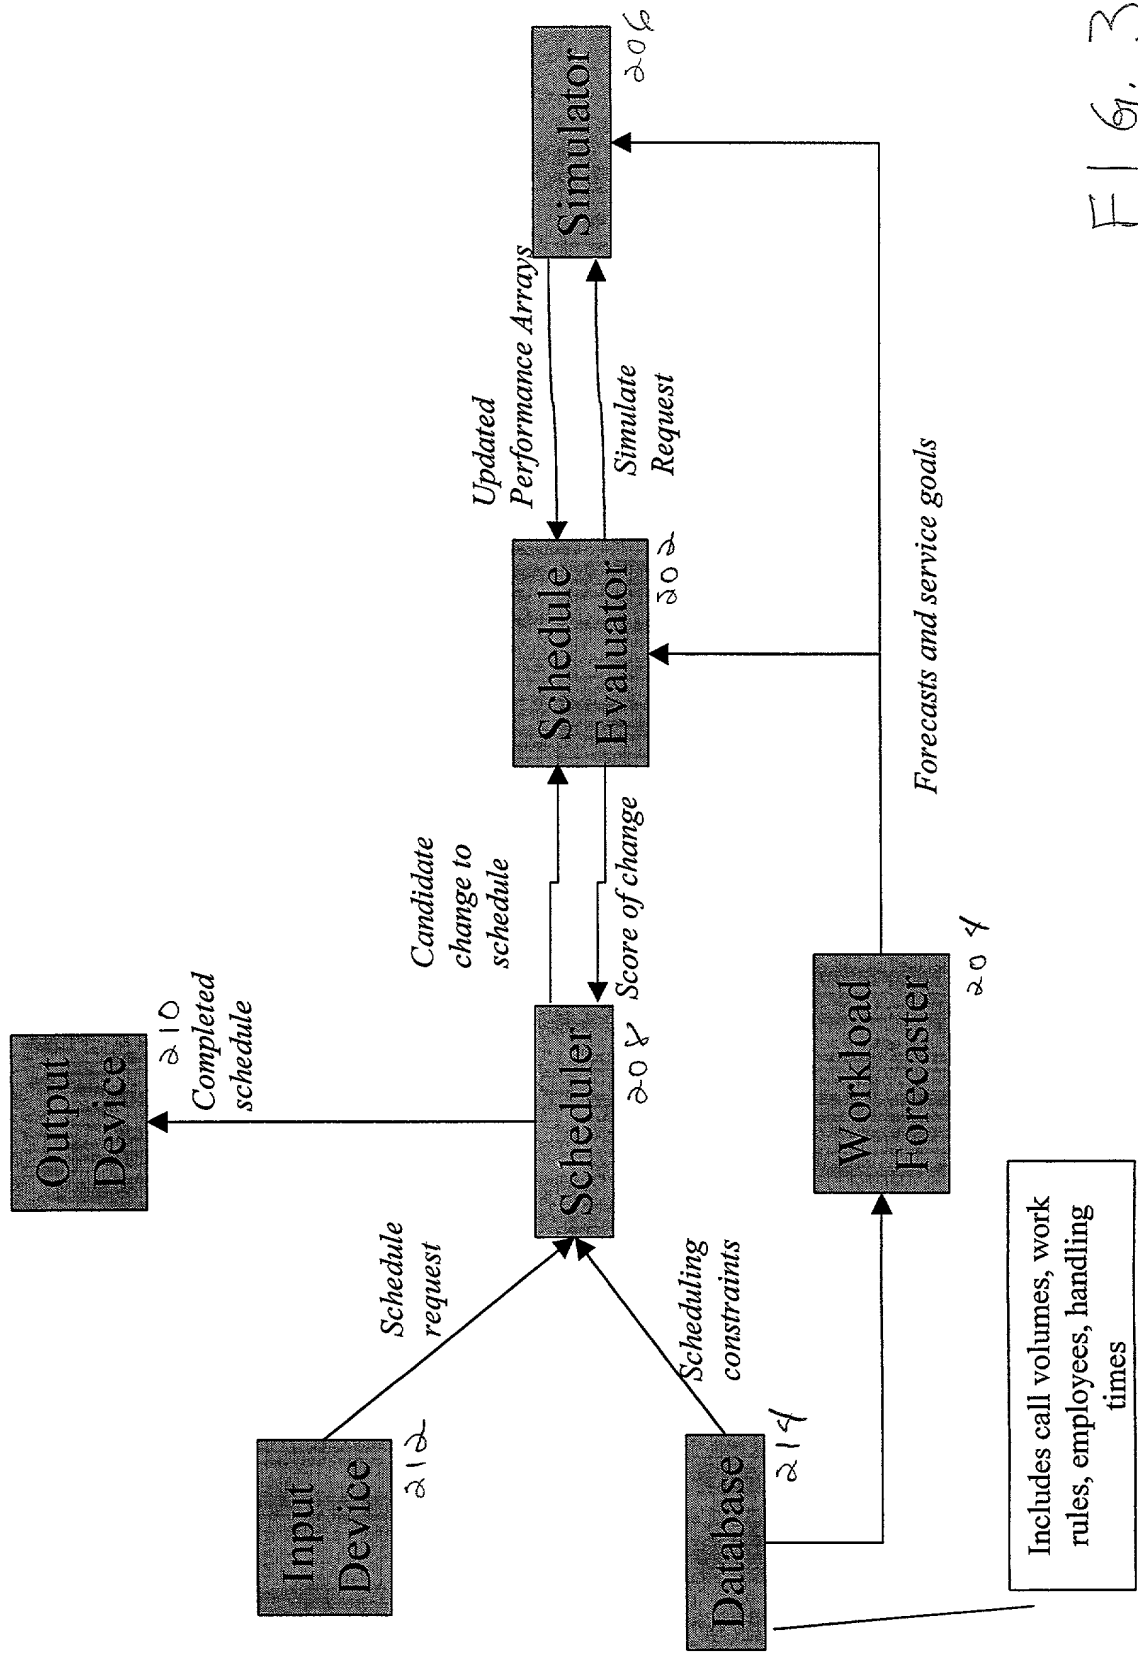 Output
Device
210
Completed
schedule
Input
Device
212
Schedule
request
Scheduler
208
Candidate
change to
schedule
Score of change
Schedule
Evaluator
202
Updated
Performance Arrays
Simulate
Request
Simulator
206
Database
214
Scheduling
constraints
Workload
Forecaster
204
Forecasts and service goals
Includes call volumes, work
rules, employees, handling
times
FIG. 3